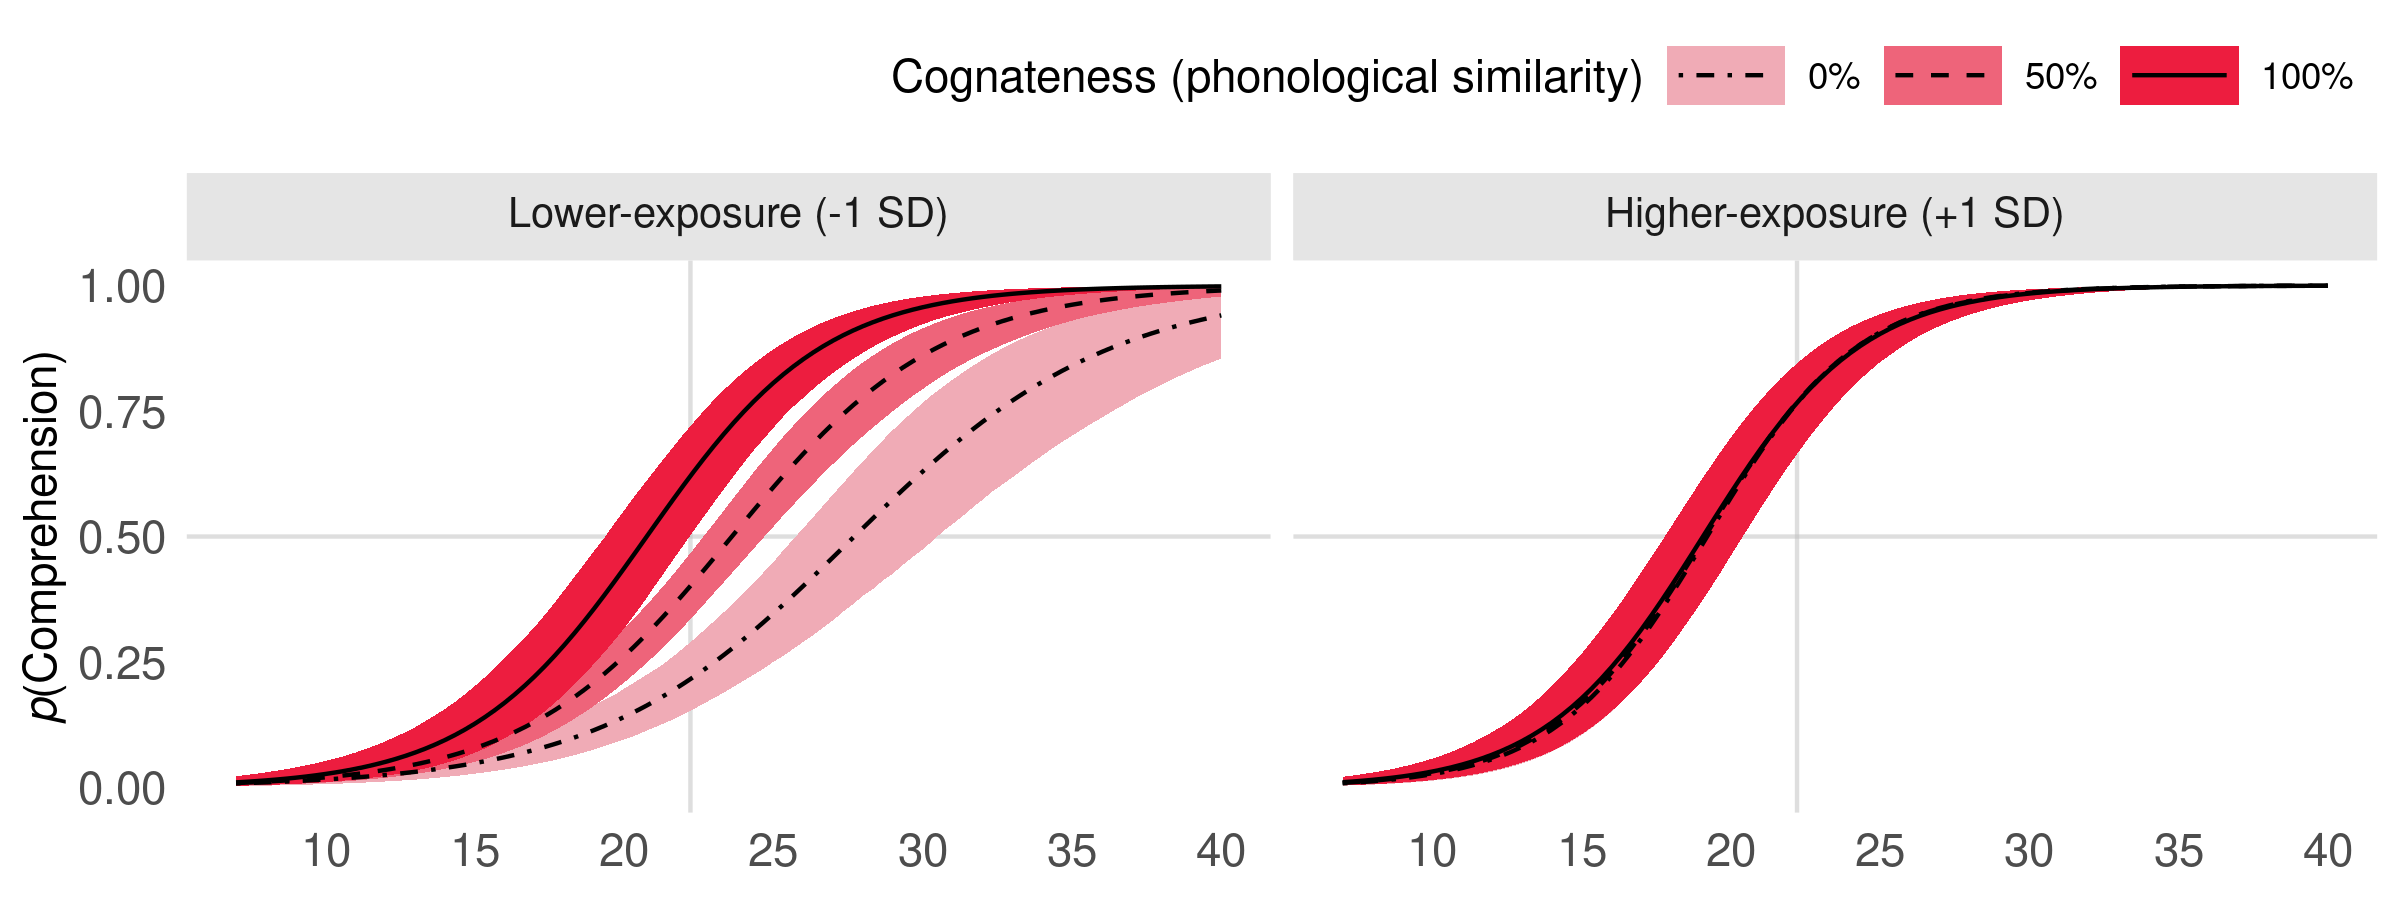 Cognateness (phonological similarity) 0% 50% 100%
Lower-exposure (-1 SD) Higher-exposure (+1 SD)
p(Comprehension)
1.00
0.75
0.50
0.25
0.00
10 15 20 25 30 35 40 10 15 20 25 30 35 40